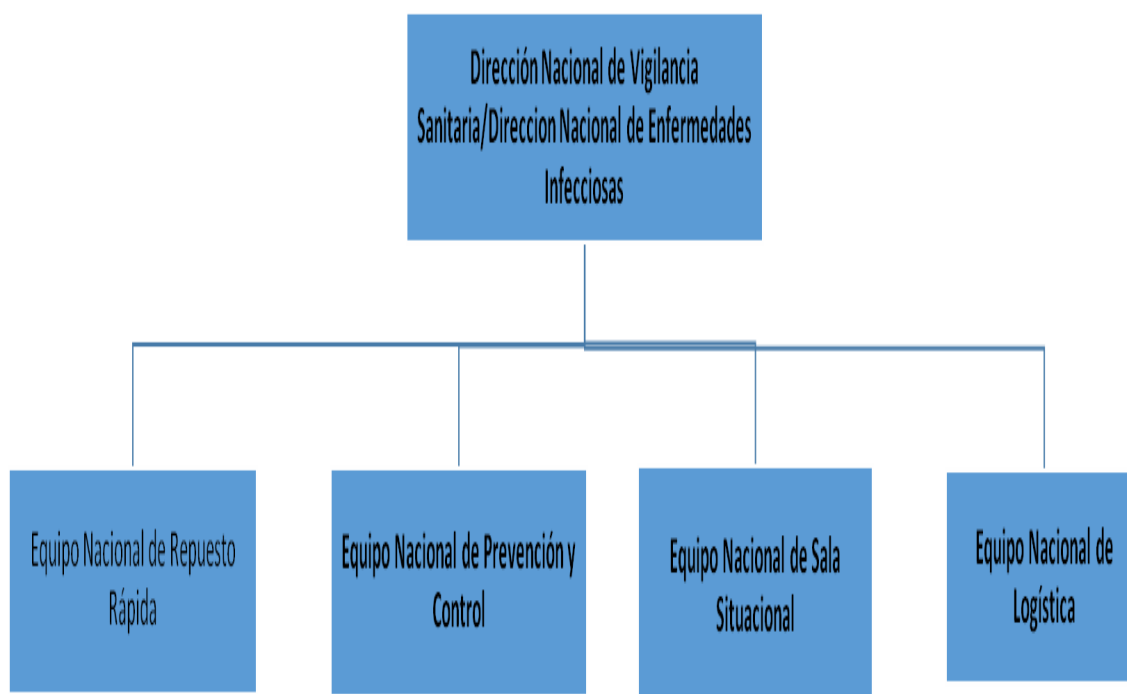 Dirección Nacional de Vigilancia
Sanitaria/Direccion Nacional de Enfermedades
Infecciosas
Equipo Nacional de Repuesto
Rápida
Equipo Nacional de Prevención y
Control
Equipo Nacional de Sala
Situacional
Equipo Nacional de
Logística